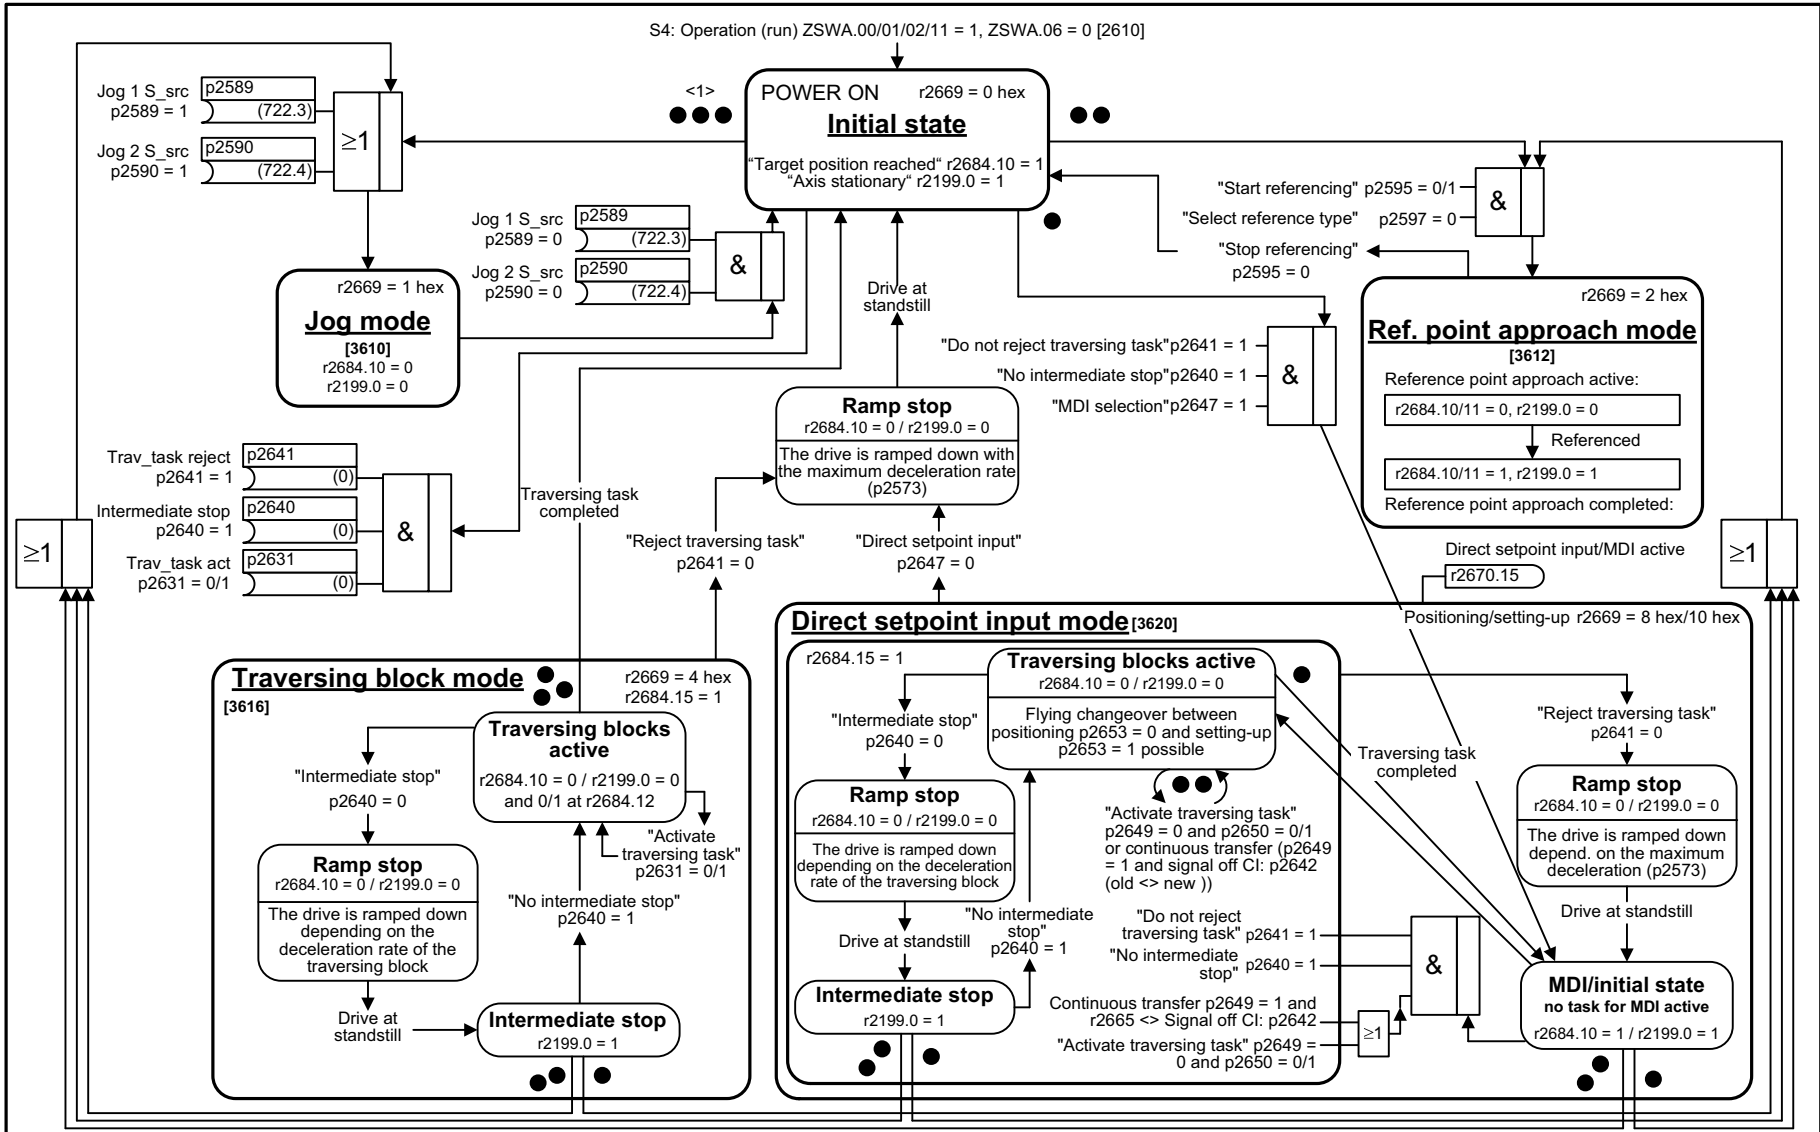 S4: Operation (run) ZSWA.00/01/02/11 = 1, ZSWA.06 = 0 [2610]
Jog 1 S_src
p2589 = 1
p2589
(722.3)
Jog 2 S_src
p2590 = 1
p2590
(722.4)
≥1
<1>
POWER ON
r2669 = 0 hex
Initial state
"Target position reached" r2684.10 = 1
"Axis stationary" r2199.0 = 1
"Start referencing" p2595 = 0/1
"Select reference type" p2597 = 0
&
"Stop referencing"
p2595 = 0
Jog 1 S_src
p2589 = 0
p2589
(722.3)
Jog 2 S_src
p2590 = 0
p2590
(722.4)
&
r2669 = 1 hex
Jog mode
[3610]
r2684.10 = 0
r2199.0 = 0
Drive at
standstill
"Do not reject traversing task"p2641 = 1
"No intermediate stop"p2640 = 1
"MDI selection"p2647 = 1
&
r2669 = 2 hex
Ref. point approach mode
[3612]
Reference point approach active:
r2684.10/11 = 0, r2199.0 = 0
Referenced
r2684.10/11 = 1, r2199.0 = 1
Reference point approach completed:
Ramp stop
r2684.10 = 0 / r2199.0 = 0
The drive is ramped down with
the maximum deceleration rate
(p2573)
Trav_task reject
p2641 = 1
p2641
(0)
Intermediate stop
p2640 = 1
p2640
(0)
Trav_task act
p2631 = 0/1
p2631
(0)
&
≥1
Traversing task
completed
"Reject traversing task"
p2641 = 0
"Direct setpoint input"
p2647 = 0
Direct setpoint input/MDI active
r2670.15
≥1
Traversing block mode
[3616]
r2669 = 4 hex
r2684.15 = 1
Traversing blocks
active
r2684.10 = 0 / r2199.0 = 0
and 0/1 at r2684.12
"Intermediate stop"
p2640 = 0
"Activate
traversing task"
p2631 = 0/1
Ramp stop
r2684.10 = 0 / r2199.0 = 0
The drive is ramped down
depending on the
deceleration rate of the
traversing block
"No intermediate stop"
p2640 = 1
Drive at
standstill
Intermediate stop
r2199.0 = 1
Direct setpoint input mode [3620]
Positioning/setting-up r2669 = 8 hex/10 hex
r2684.15 = 1
Traversing blocks active
r2684.10 = 0 / r2199.0 = 0
Flying changeover between
positioning p2653 = 0 and setting-up
p2653 = 1 possible
"Intermediate stop"
p2640 = 0
Ramp stop
r2684.10 = 0 / r2199.0 = 0
The drive is ramped down
depending on the deceleration
rate of the traversing block
"Activate traversing task"
p2649 = 0 and p2650 = 0/1
or continuous transfer (p2649
= 1 and signal off CI: p2642
(old <> new ))
"No intermediate
stop"
p2640 = 1
Drive at standstill
Intermediate stop
r2199.0 = 1
"Do not reject
traversing task" p2641 = 1
"No intermediate
stop" p2640 = 1
Continuous transfer p2649 = 1 and
r2665 <> Signal off CI: p2642
"Activate traversing task" p2649 =
0 and p2650 = 0/1
≥1
&
Traversing task
completed
"Reject traversing task"
p2641 = 0
Ramp stop
r2684.10 = 0 / r2199.0 = 0
The drive is ramped down
depend. on the maximum
deceleration (p2573)
Drive at standstill
MDI/initial state
no task for MDI active
r2684.10 = 1 / r2199.0 = 1